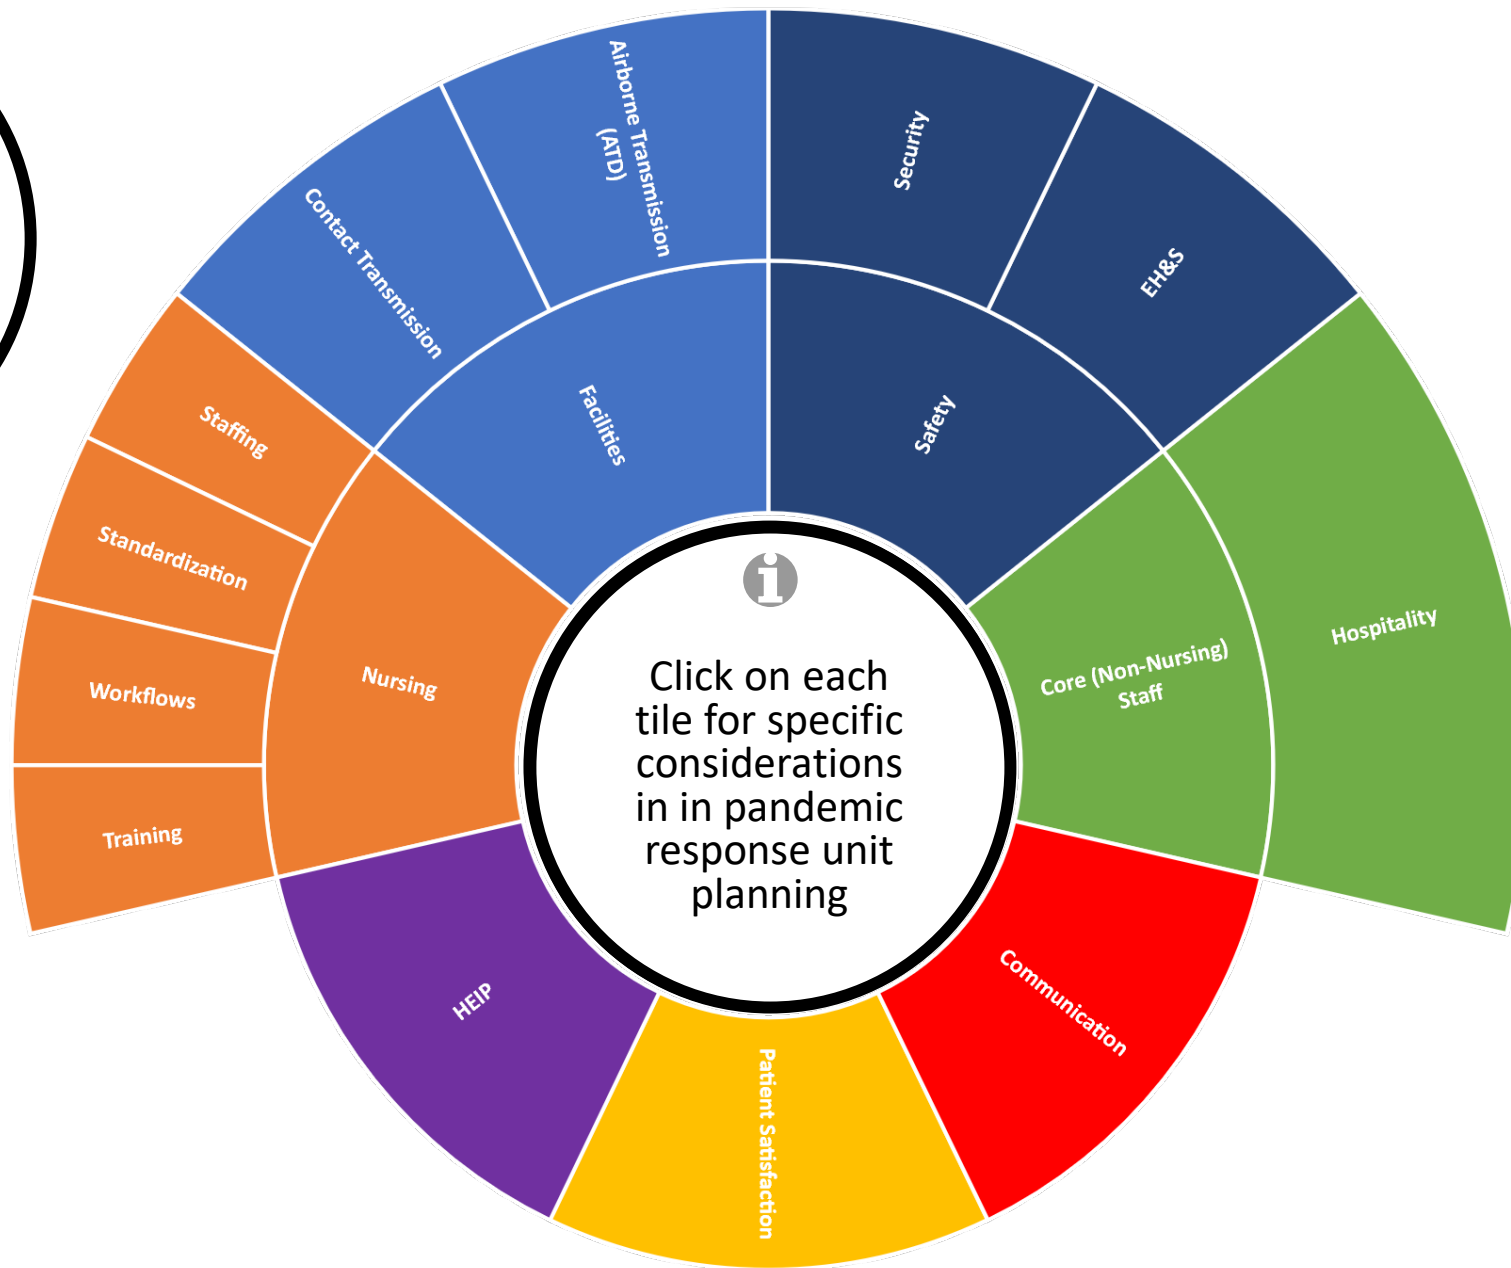 Airborne Transmission
(ATD)
Security
Contact Transmission
EH&S
Facilities
Safety
Staffing
Standardization
Workflows
Training
Nursing
Hospitality
Core (Non-Nursing)
Staff
i
Click on each
tile for specific
considerations
in in pandemic
response unit
planning
HEIP
Communication
Patient Satisfaction